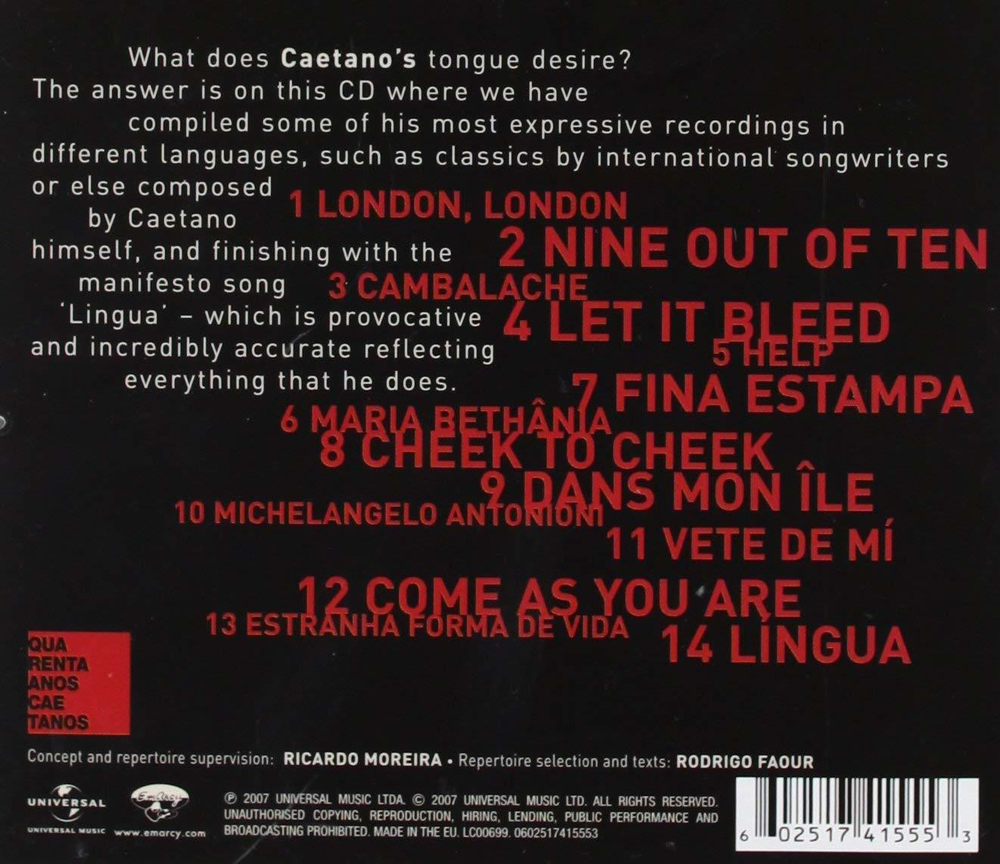 What does Caetano's tongue desire?
The answer is on this CD where we have
compiled some of his most expressive recordings in
different languages, such as classics by international songwriters
or else composed
by Caetano
himself, and finishing with the
manifesto song
‘Lingua’ – which is provocative
and incredibly accurate reflecting
everything that he does.
1 LONDON, LONDON
2 NINE OUT OF TEN
3 CAMBALACHE
4 LET IT BLEED
5 HELP
6 MARIA BETHÂNIA
7 FINA ESTAMPA
8 CHEEK TO CHEEK
9 DANS MON ÎLE
10 MICHELANGELO ANTONIONI
11 VETE DE MÍ
12 COME AS YOU ARE
13 ESTRANHA FORMA DE VIDA
14 LÍNGUA
QUA
RENTA
ANOS
CAE
TANOS
Concept and repertoire supervision: RICARDO MOREIRA • Repertoire selection and texts: RODRIGO FAOUR
UNIVERSAL
UNIVERSAL MUSIC
EmArcy
www.emarcy.com
℗ 2007 UNIVERSAL MUSIC LTDA. © 2007 UNIVERSAL MUSIC LTD. ALL RIGHTS RESERVED.
UNAUTHORISED COPYING, REPRODUCTION, HIRING, LENDING, PUBLIC PERFORMANCE AND
BROADCASTING PROHIBITED. MADE IN THE EU. LC00699. 0602517415553
6 02517 41555 3